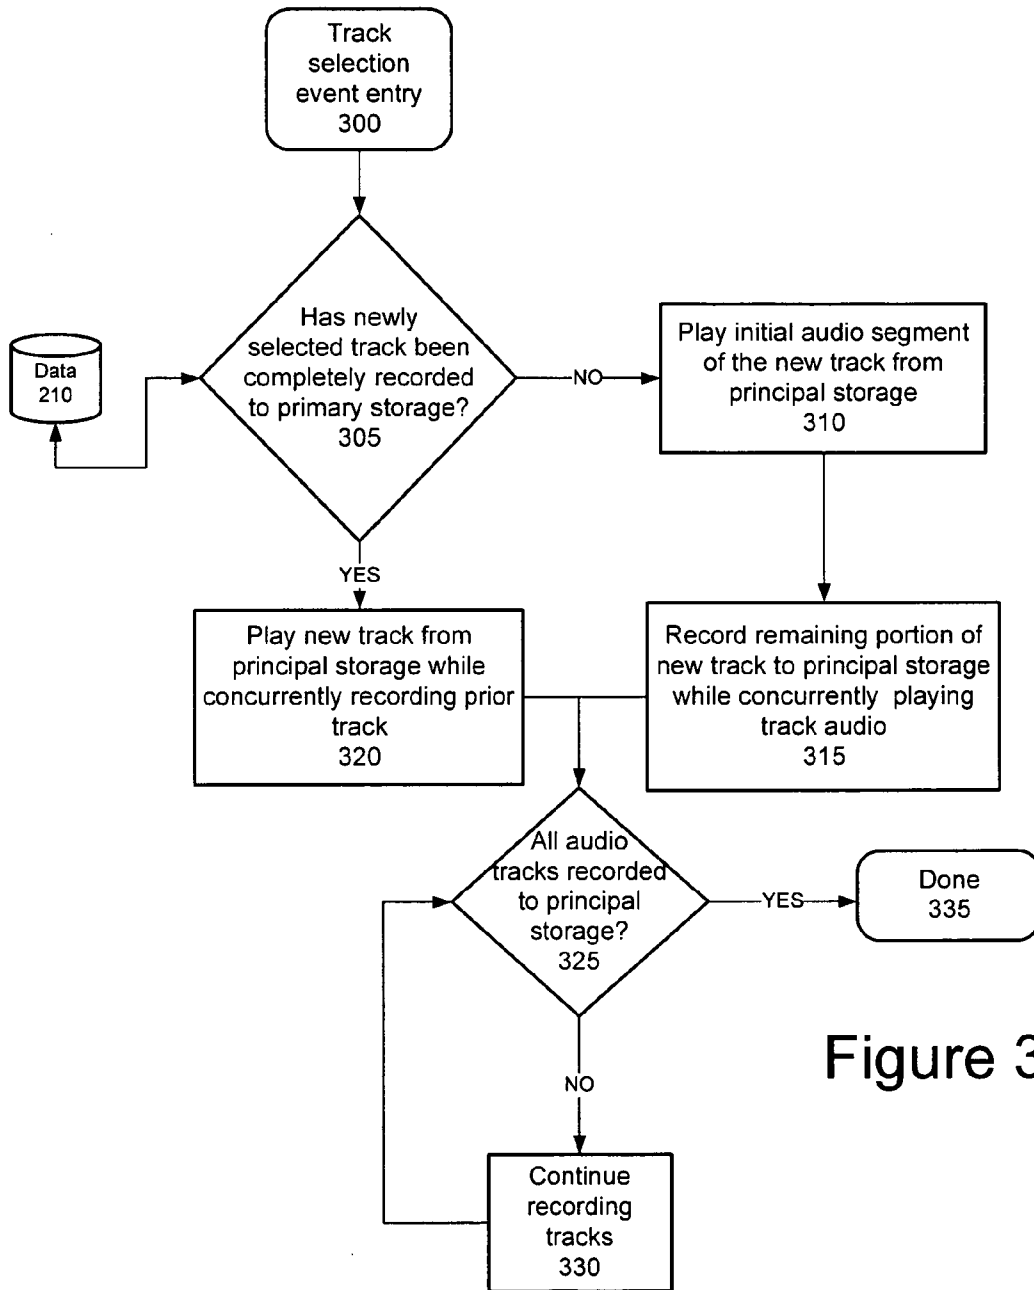 Track
selection
event entry
300
Has newly
selected track been
completely recorded
to primary storage?
305
Data
210
NO
Play initial audio segment
of the new track from
principal storage
310
YES
Play new track from
principal storage while
concurrently recording prior
track
320
Record remaining portion of
new track to principal storage
while concurrently playing
track audio
315
All audio
tracks recorded
to principal
storage?
325
YES
Done
335
NO
Continue
recording
tracks
330
Figure 3